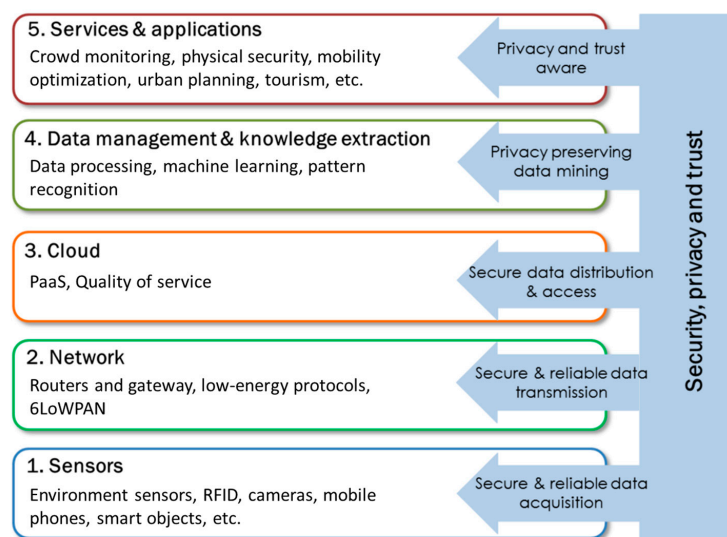 5. Services & applications
Crowd monitoring, physical security, mobility
optimization, urban planning, tourism, etc.
Privacy and trust
aware
4. Data management & knowledge extraction
Data processing, machine learning, pattern
recognition
Privacy preserving
data mining
3. Cloud
PaaS, Quality of service
Secure data distribution
& access
2. Network
Routers and gateway, low-energy protocols,
6LoWPAN
Secure & reliable data
transmission
1. Sensors
Environment sensors, RFID, cameras, mobile
phones, smart objects, etc.
Secure & reliable data
acquisition
Security, privacy and trust